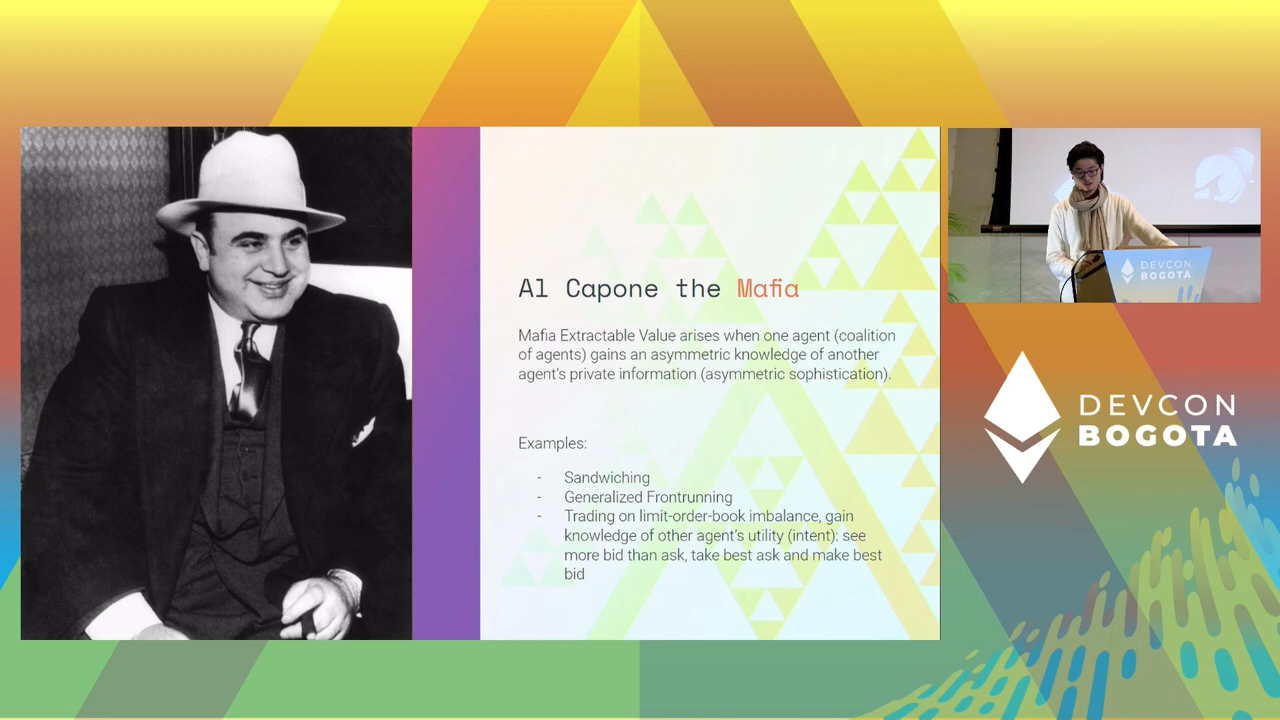 Al Capone the Mafia
Mafia Extractable Value arises when one agent (coalition
of agents) gains an asymmetric knowledge of another
agent's private information (asymmetric sophistication).
Examples:
- Sandwiching
- Generalized Frontrunning
- Trading on limit-order-book imbalance, gain
knowledge of other agent's utility (intent): see
more bid than ask, take best ask and make best
bid
DEVCON
BOGOTA
DEVCON
BOGOTA